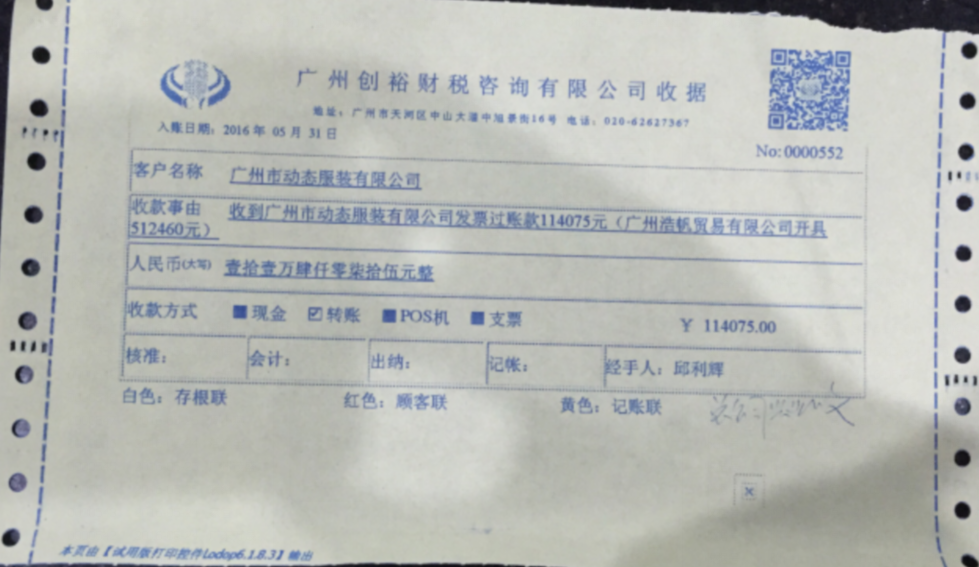 广州创裕财税咨询有限公司收据
地址：广州市天河区中山大道中旭景街16号 电话：020-62627367
入账日期：2016年 05月 31日
No:0000552
客户名称 广州市动态服装有限公司
收款事由 收到广州市动态服装有限公司发票过账款114075元（广州浩帆贸易有限公司开具
512460元）
人民币(大写) 壹拾壹万肆仟零柒拾伍元整
收款方式 现金 转账 POS机 支票 ￥ 114075.00
核准： 会计： 出纳： 记帐： 经手人：邱利辉
白色：存根联 红色：顾客联 黄色：记账联
本页由【试用版打印控件Lodop6.1.8.3】输出